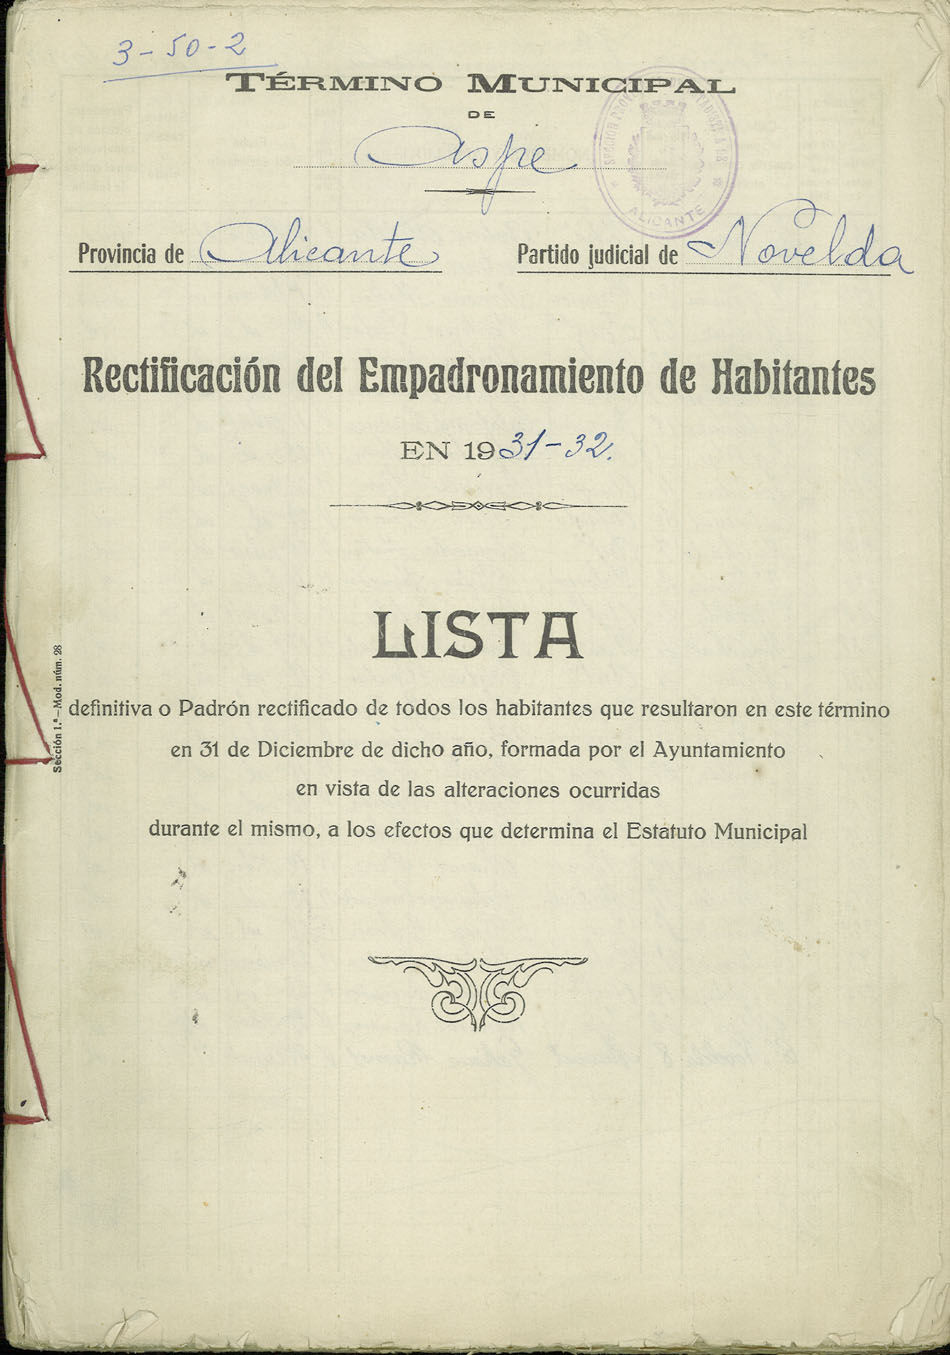 3-50-2
TÉRMINO MUNICIPAL
DE
Aspe
ALICANTE
Provincia de Alicante Partido judicial de Novelda
Rectificación del Empadronamiento de Habitantes
EN 1931-32.
LISTA
definitiva o Padrón rectificado de todos los habitantes que resultaron en este término
en 31 de Diciembre de dicho año, formada por el Ayuntamiento
en vista de las alteraciones ocurridas
durante el mismo, a los efectos que determina el Estatuto Municipal
Sección 1.ª—Mod. núm. 28